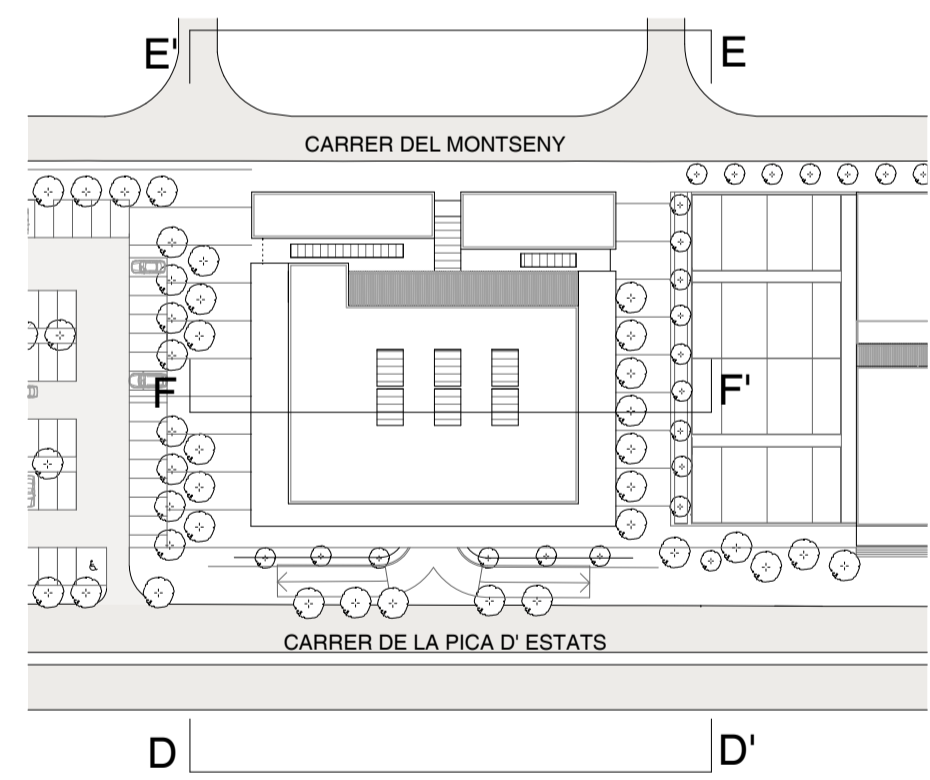 E' E
CARRER DEL MONTSENY
F F'
CARRER DE LA PICA D' ESTATS
D D'